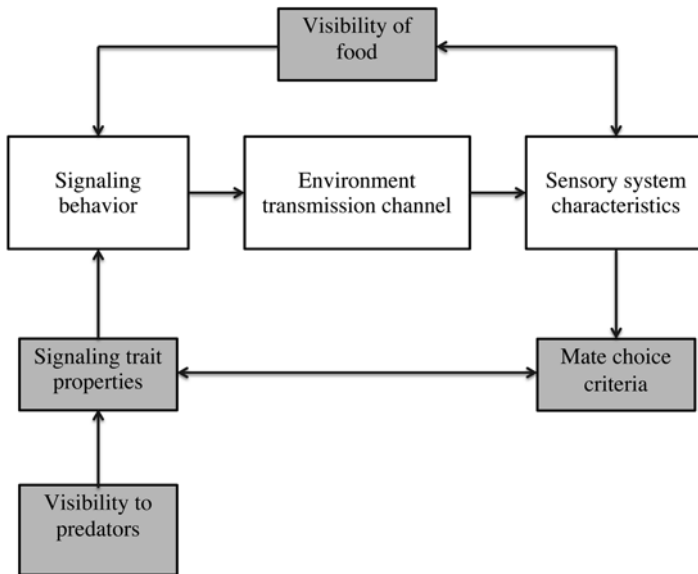 Visibility of
food
Signaling
behavior
Environment
transmission channel
Sensory system
characteristics
Signaling trait
properties
Mate choice
criteria
Visibility to
predators